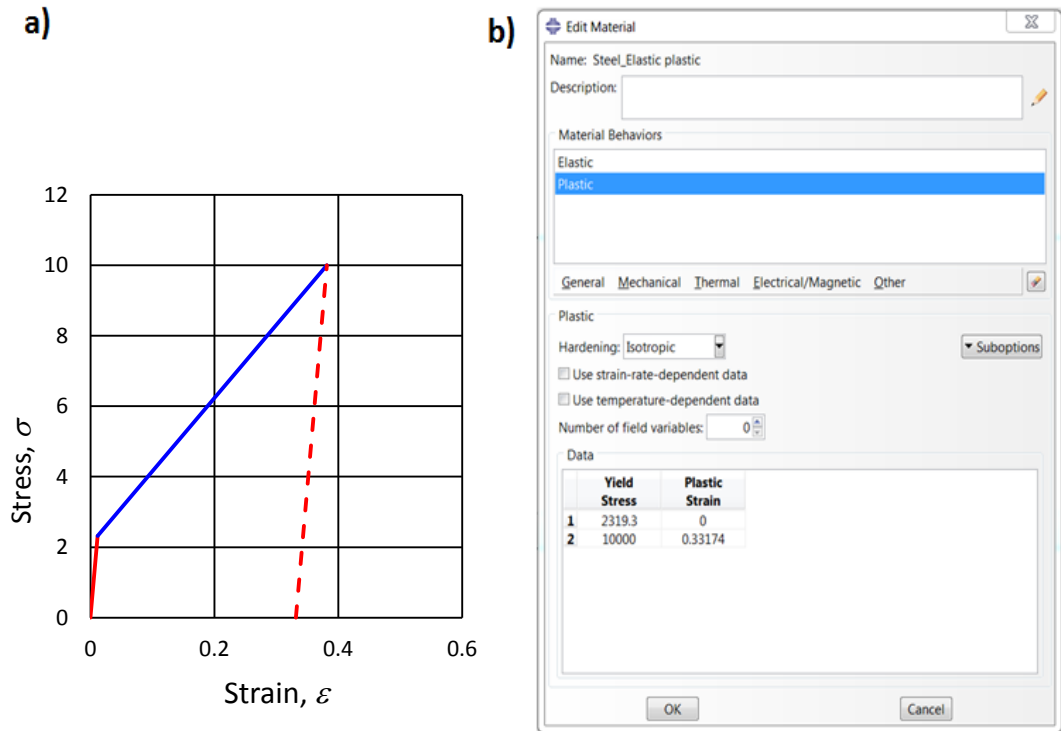 a)
12
10
8
6
4
2
0
Stress, σ
0 0.2 0.4 0.6
Strain, ε
b)
Edit Material
Name: Steel_Elastic plastic
Description:
Material Behaviors
Elastic
Plastic
General Mechanical Thermal Electrical/Magnetic Other
Plastic
Hardening: Isotropic Suboptions
Use strain-rate-dependent data
Use temperature-dependent data
Number of field variables: 0
Data
Yield Plastic
Stress Strain
1 2319.3 0
2 10000 0.33174
OK Cancel